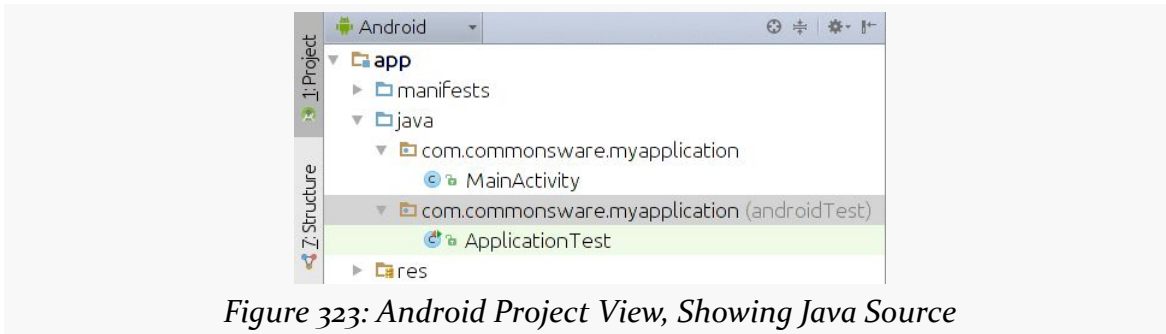 Android
1: Project
app
manifests
java
com.commonsware.myapplication
MainActivity
7: Structure
com.commonsware.myapplication (androidTest)
ApplicationTest
res
Figure 323: Android Project View, Showing Java Source